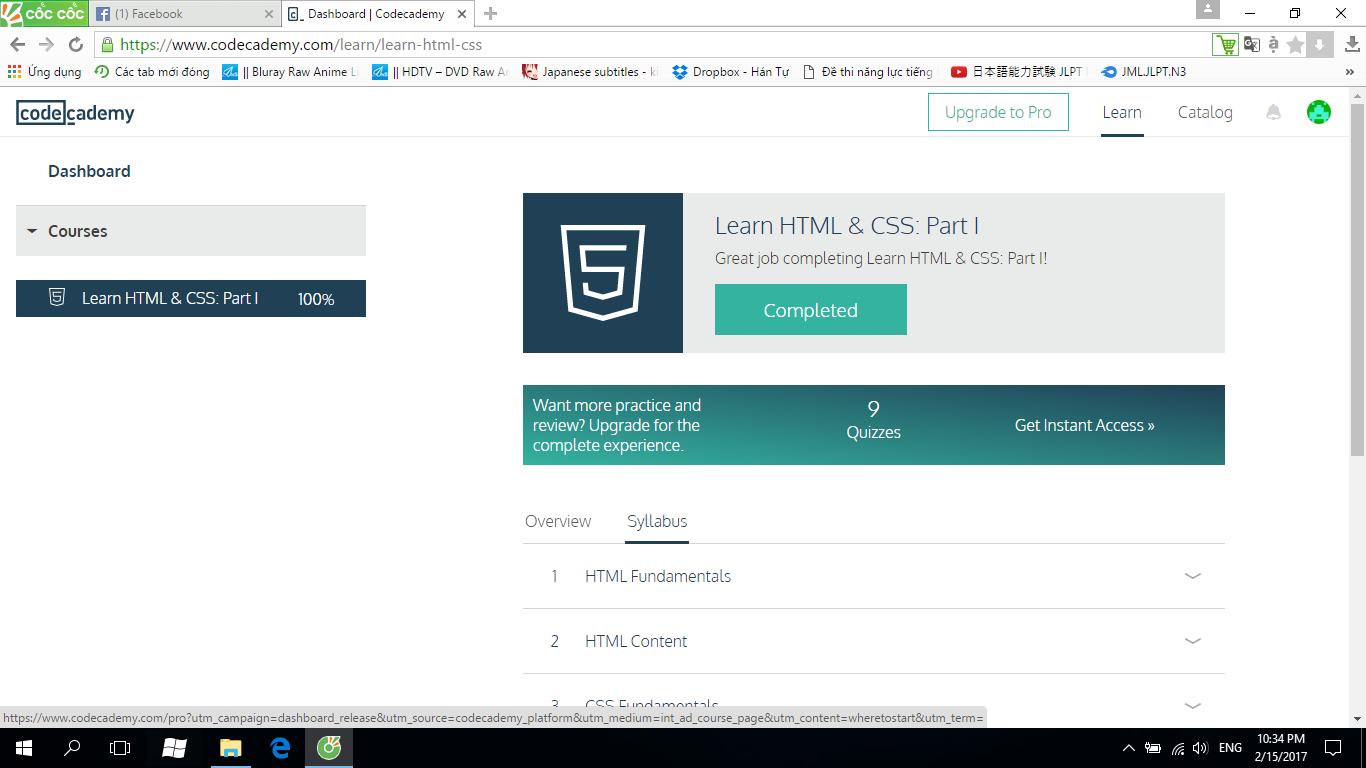 cốc cốc
(1) Facebook
Dashboard | Codecademy
https://www.codecademy.com/learn/learn-html-css
Ứng dụng
Các tab mới đóng
|| Bluray Raw Anime
|| HDTV – DVD Raw
Japanese subtitles -
Dropbox - Hán Tự
Đề thi năng lực tiếng
日本語能力試験 JLPT
JMLJLPT.N3
»
codecademy
Upgrade to Pro
Learn
Catalog
Dashboard
Courses
Learn HTML & CSS: Part I 100%
Learn HTML & CSS: Part I
Great job completing Learn HTML & CSS: Part I!
Completed
Want more practice and
review? Upgrade for the
complete experience.
9
Quizzes
Get Instant Access »
Overview
Syllabus
1 HTML Fundamentals
2 HTML Content
3 CSS Fundamentals
https://www.codecademy.com/pro?utm_campaign=dashboard_release&utm_source=codecademy_platform&utm_medium=int_ad_course_page&utm_content=wheretostart&utm_term=
ENG
10:34 PM
2/15/2017